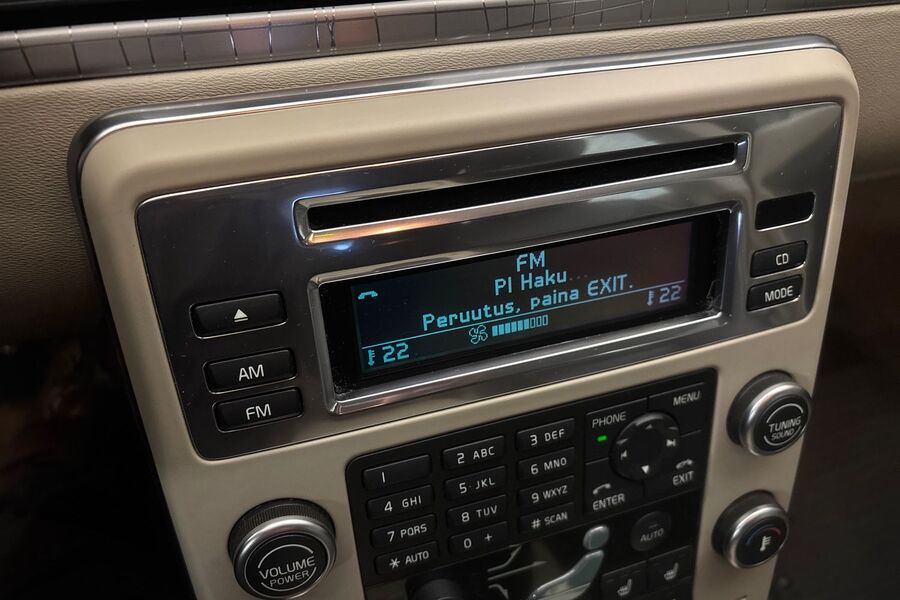 FM
PI Haku...
Peruutus, paina EXIT.
22
22
CD
MODE
AM
FM
1
2 ABC
3 DEF
4 GHI
5 JKL
6 MNO
7 PQRS
8 TUV
9 WXYZ
* AUTO
0 +
# SCAN
PHONE
MENU
ENTER
EXIT
TUNING
SOUND
VOLUME
POWER
AUTO